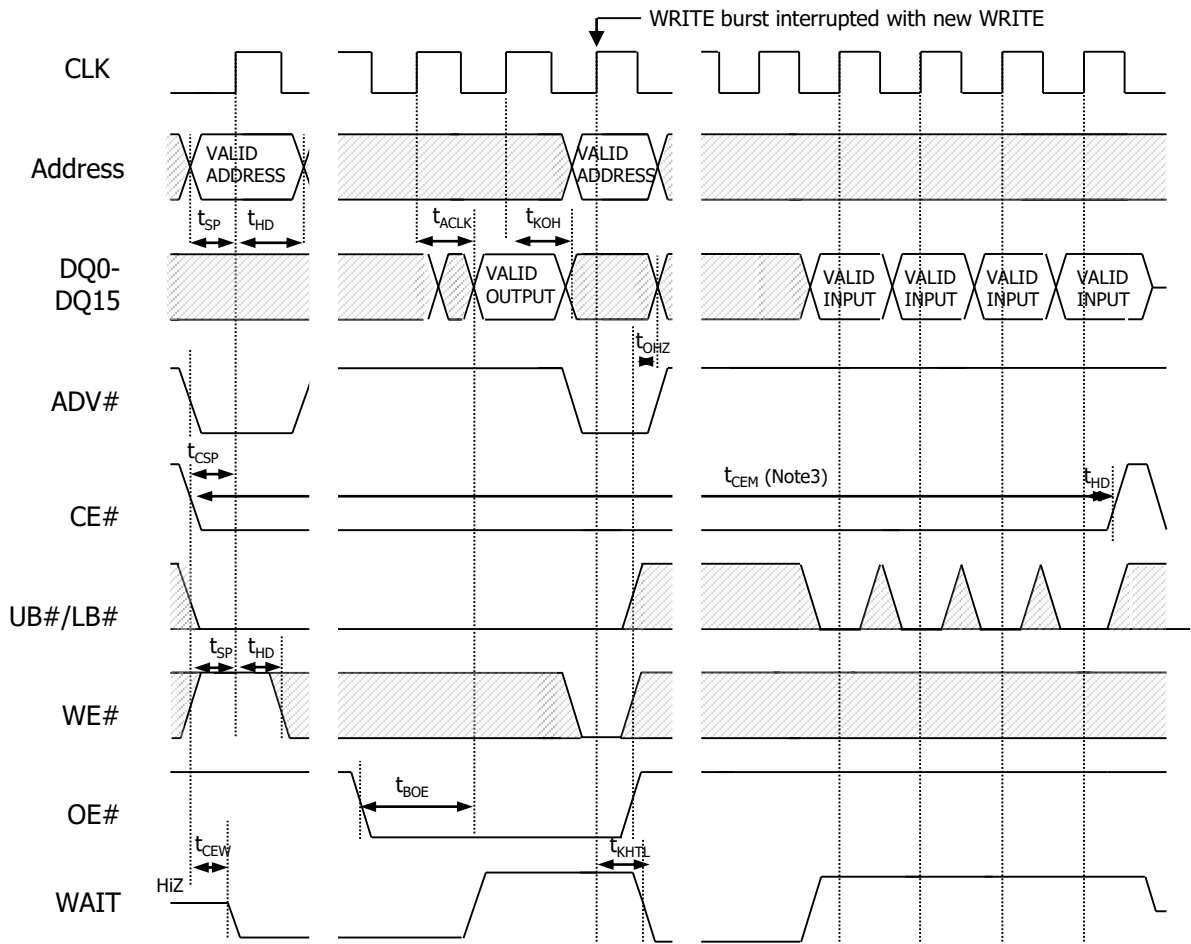 WRITE burst interrupted with new WRITE
CLK
Address
VALID
ADDRESS
VALID
ADDRESS
tSP
tHD
tACLK
tKOH
DQ0-
DQ15
VALID
OUTPUT
VALID
INPUT
VALID
INPUT
VALID
INPUT
VALID
INPUT
tOHZ
ADV#
tCSP
tCEM (Note3)
tHD
CE#
UB#/LB#
tSP
tHD
WE#
tBOE
OE#
tCEW
tKHTL
HiZ
WAIT